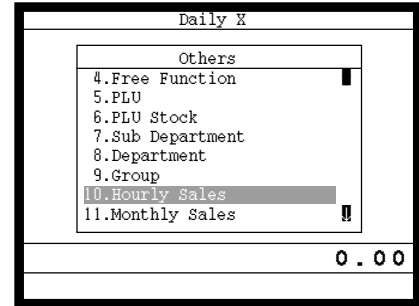 Daily X
Others
4.Free Function
5.PLU
6.PLU Stock
7.Sub Department
8.Department
9.Group
10.Hourly Sales
11.Monthly Sales
0.00